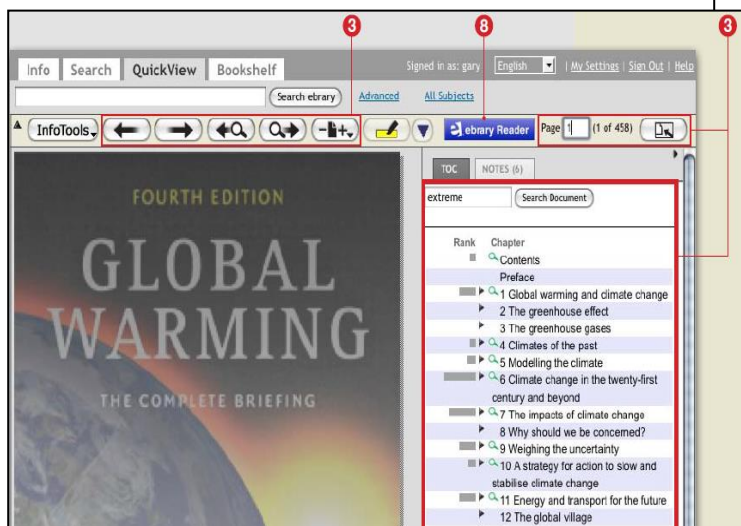 3 8 3
Info Search QuickView Bookshelf Signed in as: gary English | My Settings | Sign Out | Help
Search ebrary Advanced All Subjects
InfoTools ebrary Reader Page 1 (1 of 458)
TOC NOTES (6)
extreme Search Document
Rank Chapter
Contents
Preface
1 Global warming and climate change
2 The greenhouse effect
3 The greenhouse gases
4 Climates of the past
5 Modelling the climate
6 Climate change in the twenty-first
century and beyond
7 The impacts of climate change
8 Why should we be concerned?
9 Weighing the uncertainty
10 A strategy for action to slow and
stabilise climate change
11 Energy and transport for the future
12 The global village
FOURTH EDITION
GLOBAL
WARMING
THE COMPLETE BRIEFING
3